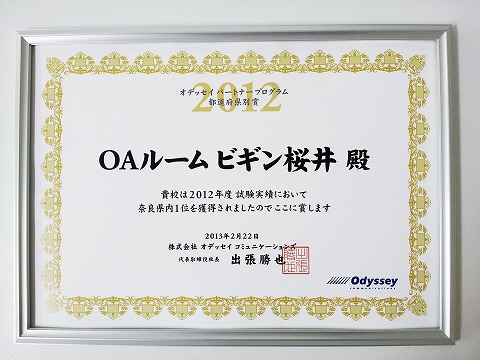 オデッセイ パートナープログラム
2012
都道府県別賞
OAルーム ビギン桜井 殿
貴校は2012年度 試験実績において
奈良県内1位を獲得されましたのでここに賞します
2013年2月22日
株式会社 オデッセイ コミュニケーションズ
代表取締役社長 出張勝也
Odyssey
communications